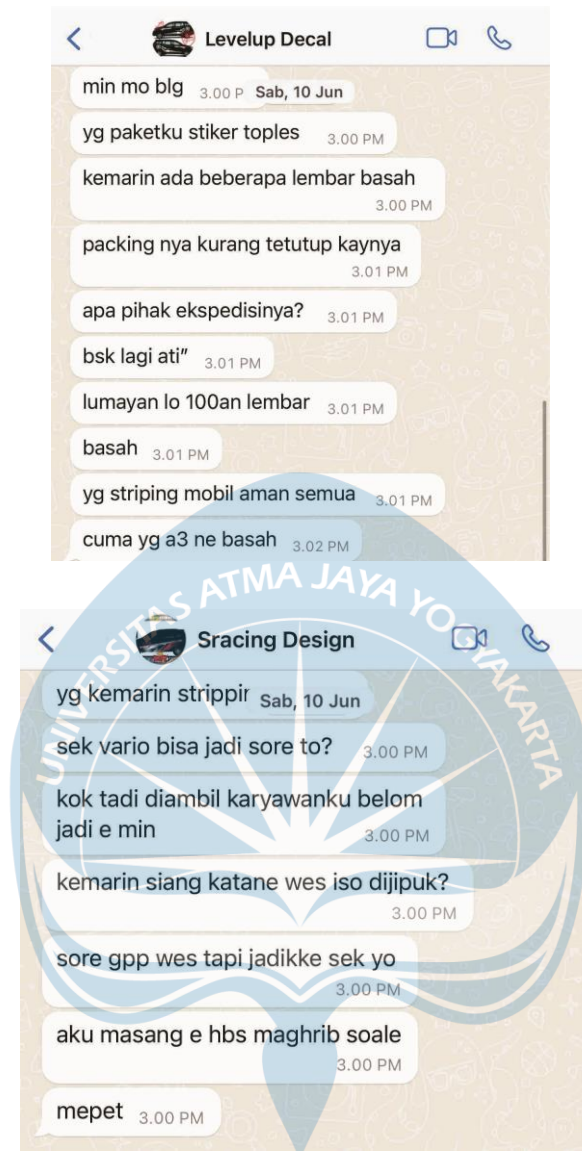 Levelup Decal
min mo blg 3.00 P Sab, 10 Jun
yg paketku stiker toples 3.00 PM
kemarin ada beberapa lembar basah
3.00 PM
packing nya kurang tetutup kaynya
3.01 PM
apa pihak ekspedisinya? 3.01 PM
bsk lagi ati" 3.01 PM
lumayan lo 100an lembar 3.01 PM
basah 3.01 PM
yg striping mobil aman semua 3.01 PM
cuma yg a3 ne basah 3.02 PM
UNIVERSITAS ATMA JAYA YOGYAKARTA
Sracing Design
yg kemarin strippir Sab, 10 Jun
sek vario bisa jadi sore to? 3.00 PM
kok tadi diambil karyawanku belom
jadi e min 3.00 PM
kemarin siang katane wes iso dijipuk?
3.00 PM
sore gpp wes tapi jadikke sek yo
3.00 PM
aku masang e hbs maghrib soale
3.00 PM
mepet 3.00 PM